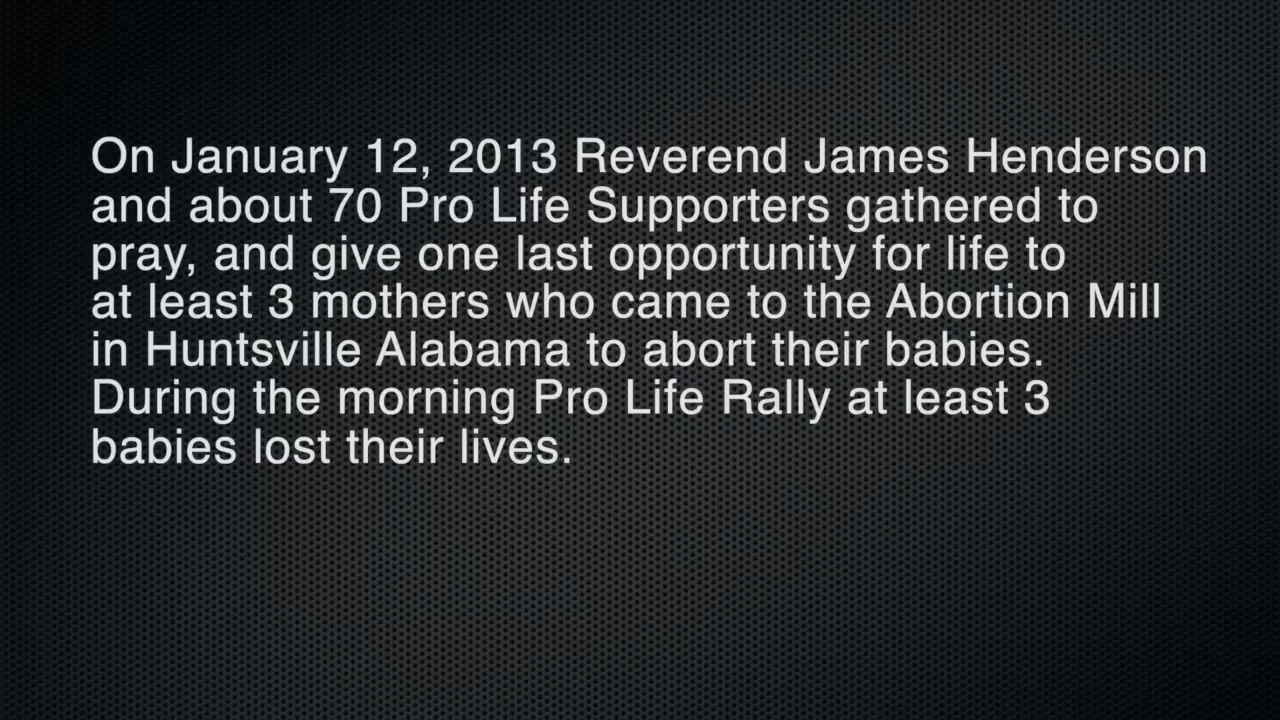 On January 12, 2013 Reverend James Henderson
and about 70 Pro Life Supporters gathered to
pray, and give one last opportunity for life to
at least 3 mothers who came to the Abortion Mill
in Huntsville Alabama to abort their babies.
During the morning Pro Life Rally at least 3
babies lost their lives.